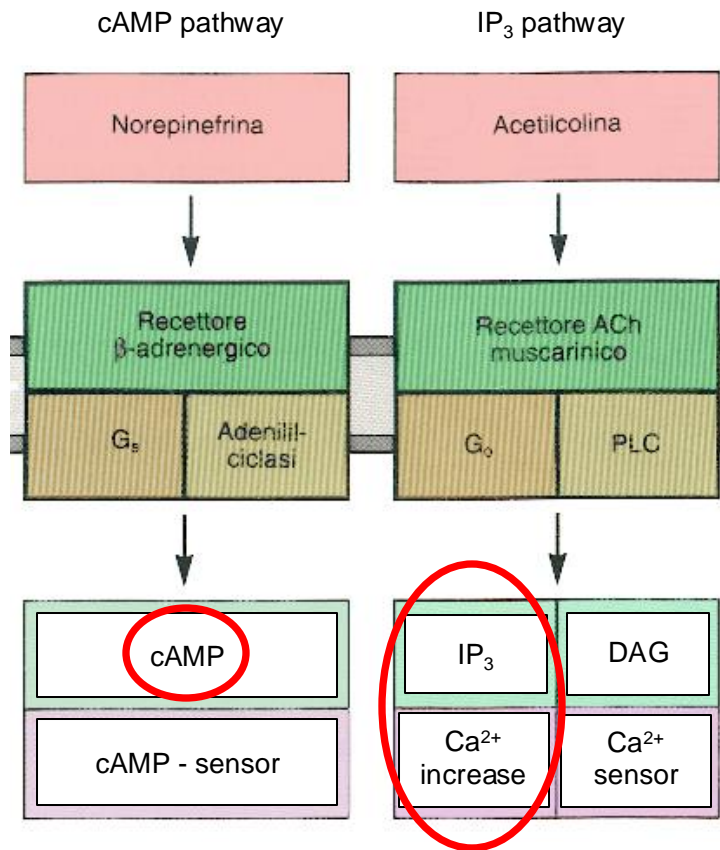 cAMP pathway
IP₃ pathway
Norepinefrina
Acetilcolina
Recettore
β-adrenergico
Recettore ACh
muscarinico
Gₛ
Adenilil-
ciclasi
Gₒ
PLC
cAMP
IP₃
DAG
cAMP - sensor
Ca²⁺
increase
Ca²⁺
sensor